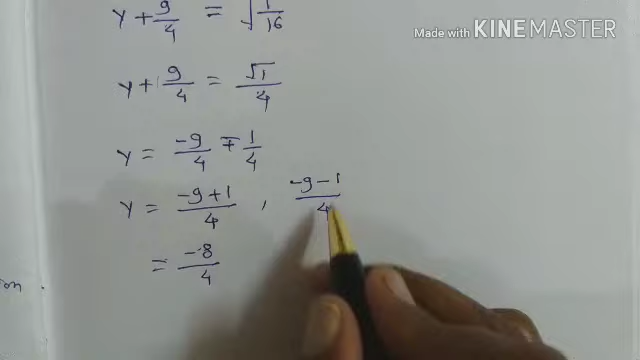 Made with KINEMASTER
y + 9/4 = √1/16
y + 9/4 = √1/4
y = -9/4 ∓ 1/4
y = -9+1/4 , -9-1/4
= -8/4
on .